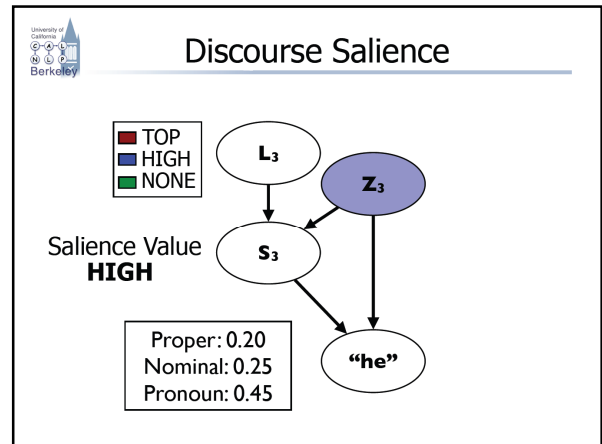 University of
California
C A L
N L P
Berkeley
Discourse Salience
TOP
HIGH
NONE
L3
Z3
Salience Value
HIGH
S3
Proper: 0.20
Nominal: 0.25
Pronoun: 0.45
“he”